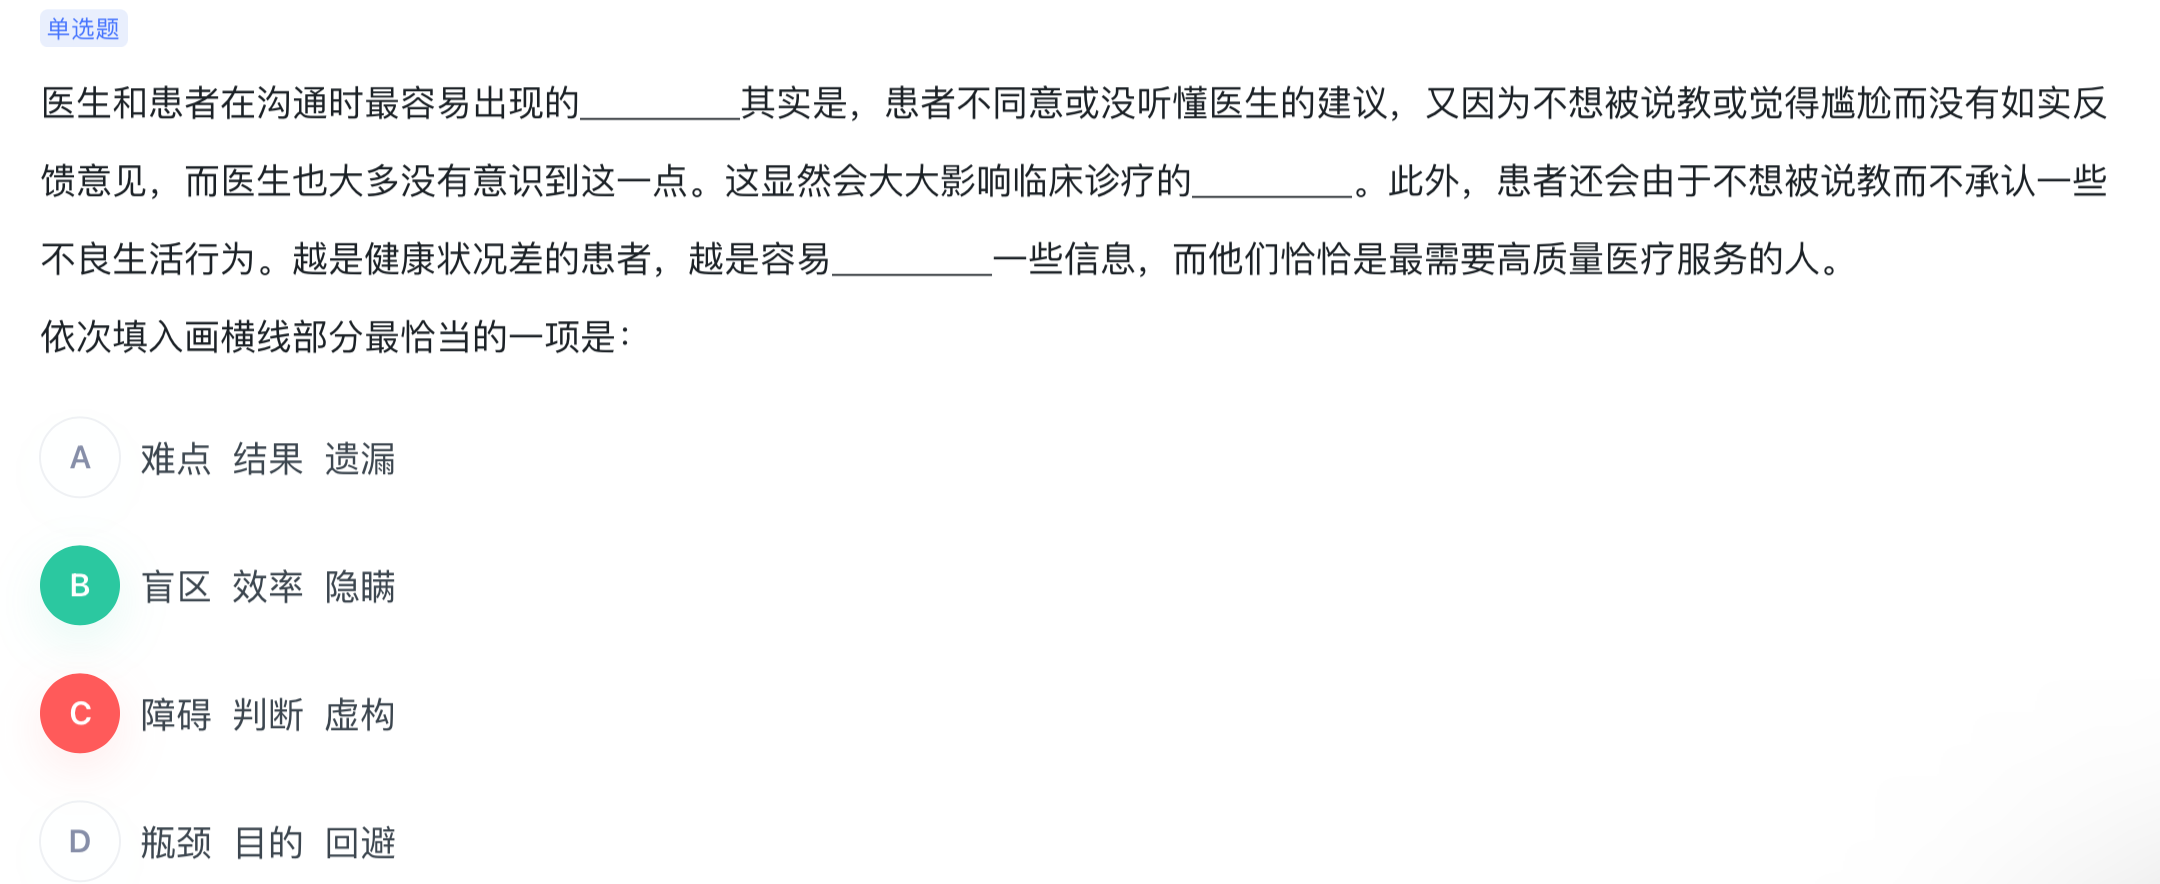 单选题
医生和患者在沟通时最容易出现的_________其实是，患者不同意或没听懂医生的建议，又因为不想被说教或觉得尴尬而没有如实反
馈意见，而医生也大多没有意识到这一点。这显然会大大影响临床诊疗的_________。此外，患者还会由于不想被说教而不承认一些
不良生活行为。越是健康状况差的患者，越是容易_________一些信息，而他们恰恰是最需要高质量医疗服务的人。
依次填入画横线部分最恰当的一项是：
A 难点 结果 遗漏
B 盲区 效率 隐瞒
C 障碍 判断 虚构
D 瓶颈 目的 回避